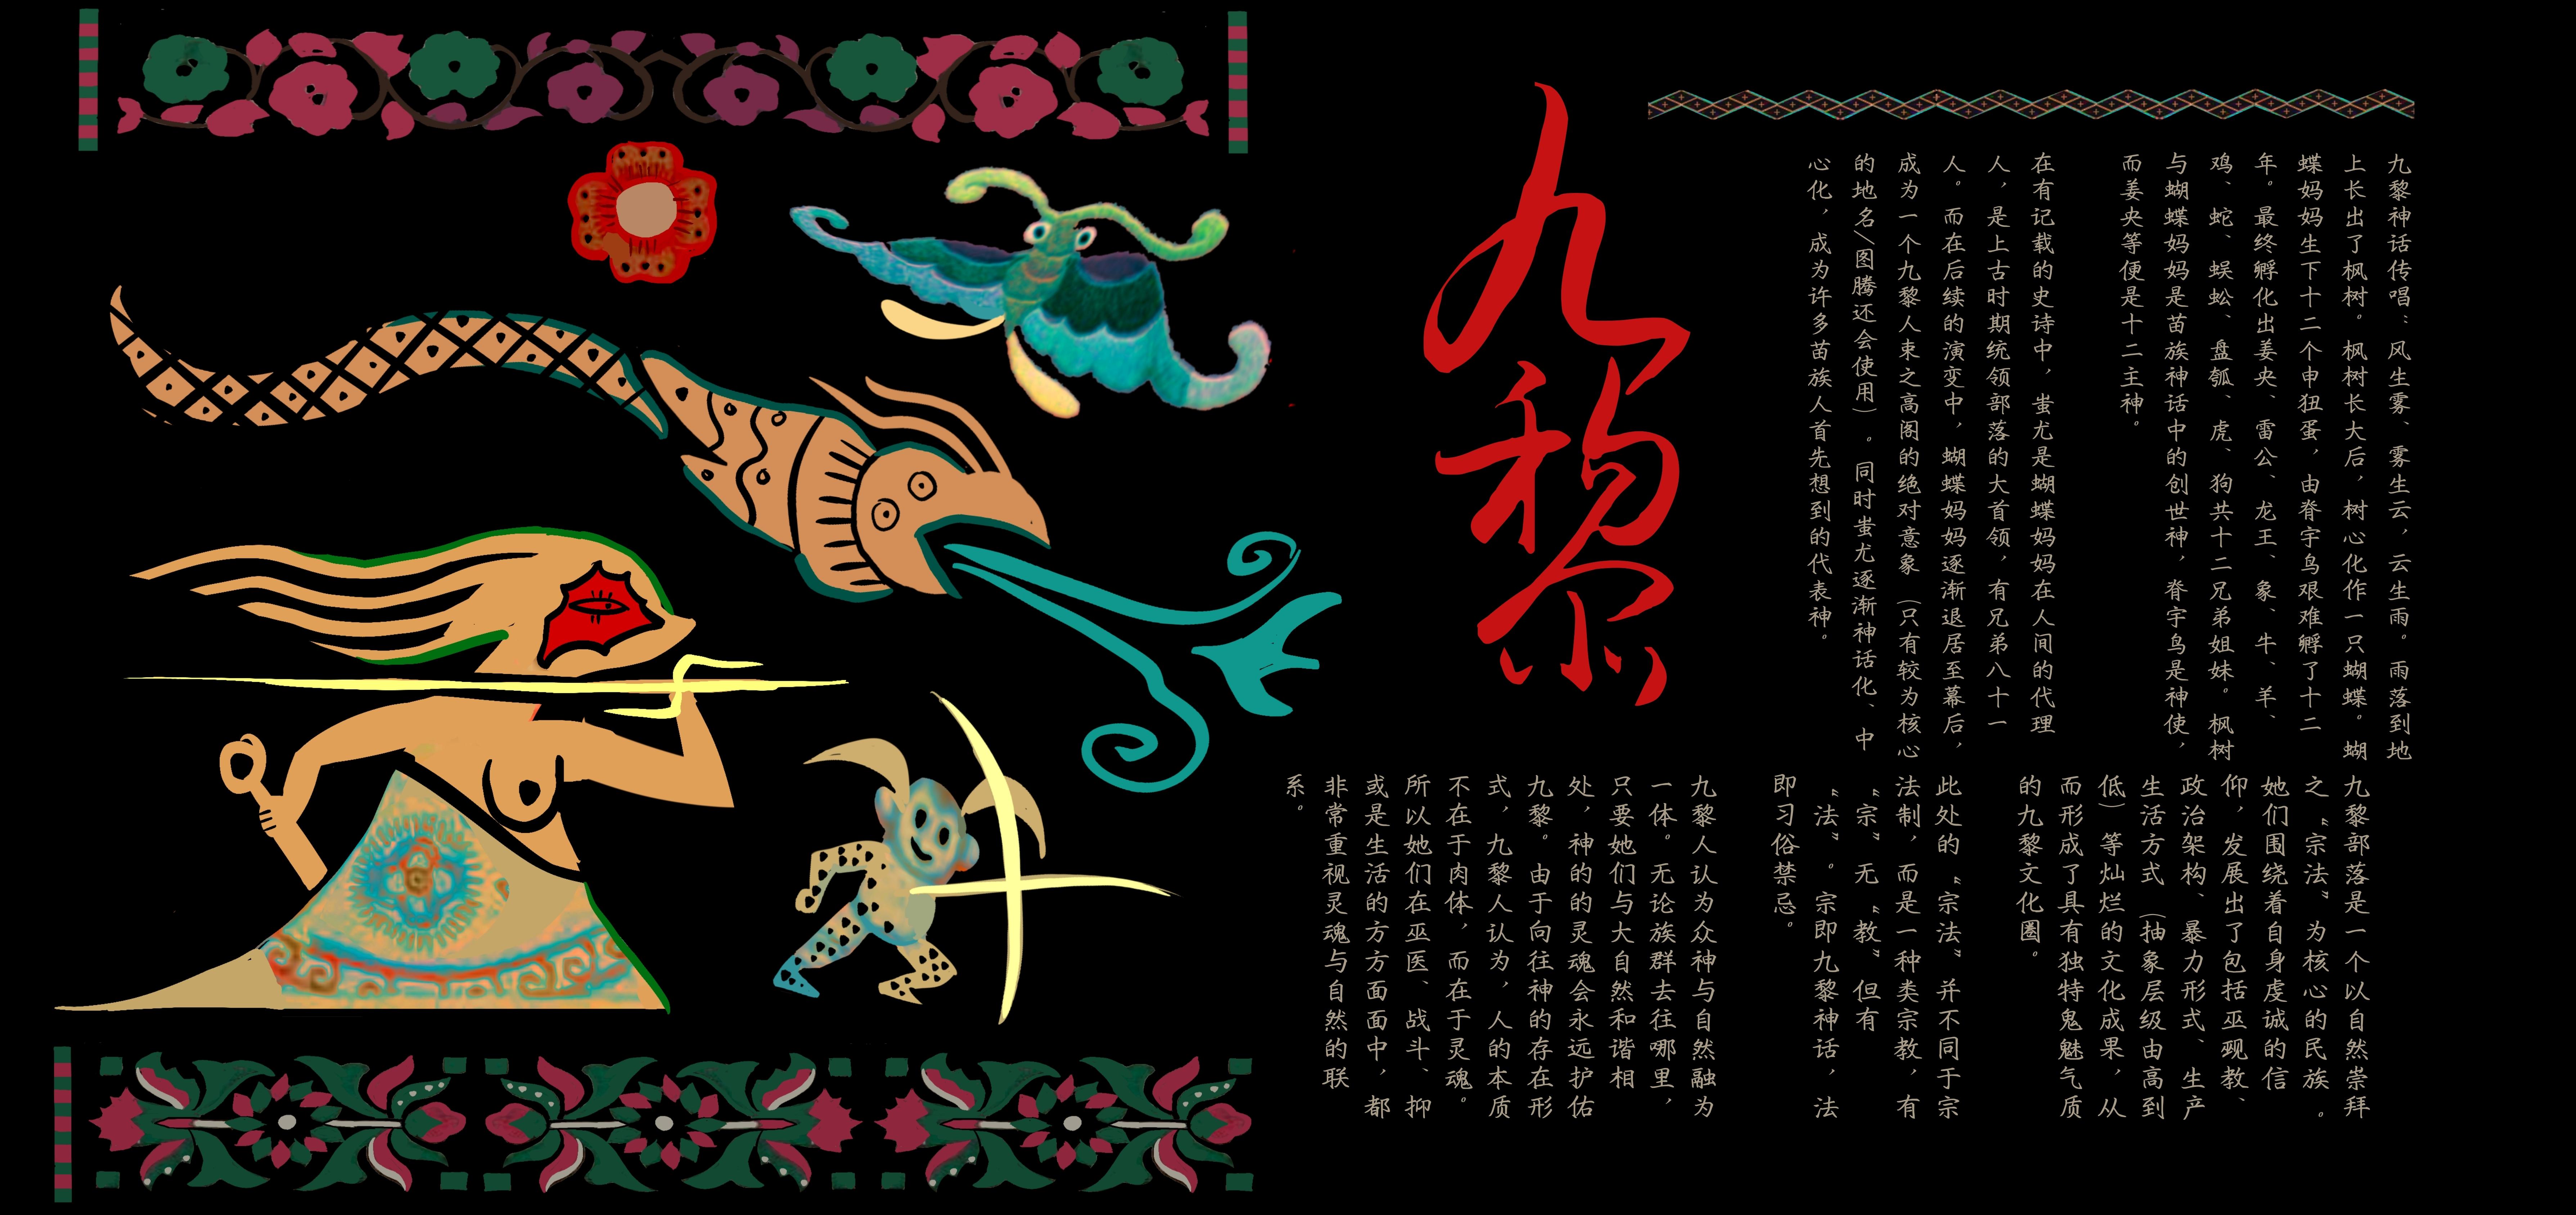 九黎
九黎神话传唱：风生雾、雾生云，云生雨。雨落到地
上长出了枫树。枫树长大后，树心化作一只蝴蝶。蝴
蝶妈妈生下十二个申狃蛋，由脊宇鸟艰难孵了十二
年。最终孵化出姜央、雷公、龙王、象、牛、羊、
鸡、蛇、蜈蚣、盘瓠、虎、狗共十二兄弟姐妹。枫树
与蝴蝶妈妈是苗族神话中的创世神，脊宇鸟是神使，
而姜央等便是十二主神。
在有记载的史诗中，蚩尤是蝴蝶妈妈在人间的代理
人，是上古时期统领部落的大首领，有兄弟八十一
人。而在后续的演变中，蝴蝶妈妈逐渐退居至幕后，
成为一个九黎人束之高阁的绝对意象（只有较为核心
的地名/图腾还会使用）。同时蚩尤逐渐神话化、中
心化，成为许多苗族人首先想到的代表神。
九黎部落是一个以自然崇拜
之“宗法”为核心的民族。
她们围绕着自身虔诚的信
仰，发展出了包括巫觋教、
政治架构、暴力形式、生产
生活方式（抽象层级由高到
低）等灿烂的文化成果，从
而形成了具有独特鬼魅气质
的九黎文化圈。
此处的“宗法”并不同于宗
法制，而是一种类宗教，有
“宗”无“教”但有
“法”。宗即九黎神话，法
即习俗禁忌。
九黎人认为众神与自然融为
一体。无论族群去往哪里，
只要她们与大自然和谐相
处，神的的灵魂会永远护佑
九黎。由于向往神的存在形
式，九黎人认为，人的本质
不在于肉体，而在于灵魂。
所以她们在巫医、战斗、抑
或是生活的方方面面中，都
非常重视灵魂与自然的联
系。